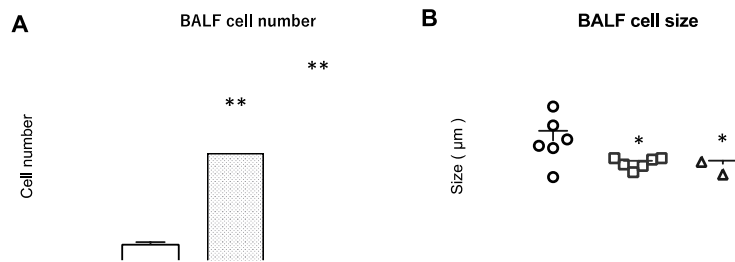 A
BALF cell number
**
**
Cell number
B
BALF cell size
*
*
Size ( μm )